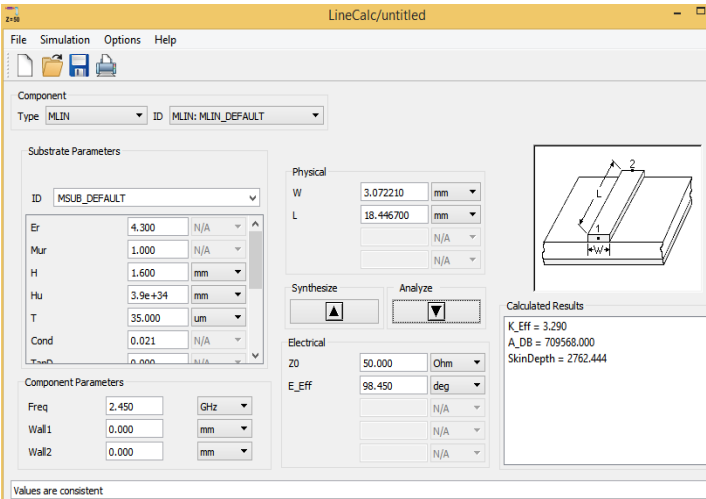 Z=50
LineCalc/untitled
File Simulation Options Help
Component
Type MLIN ID MLIN: MLIN_DEFAULT
Substrate Parameters
ID MSUB_DEFAULT
Er 4.300 N/A
Mur 1.000 N/A
H 1.600 mm
Hu 3.9e+34 mm
T 35.000 um
Cond 0.021 N/A
TanD 0.000 N/A
Component Parameters
Freq 2.450 GHz
Wall1 0.000 mm
Wall2 0.000 mm
Physical
W 3.072210 mm
L 18.446700 mm
N/A
N/A
Synthesize Analyze
Electrical
Z0 50.000 Ohm
E_Eff 98.450 deg
N/A
N/A
N/A
2
L
1
W
Calculated Results
K_Eff = 3.290
A_DB = 709568.000
SkinDepth = 2762.444
Values are consistent